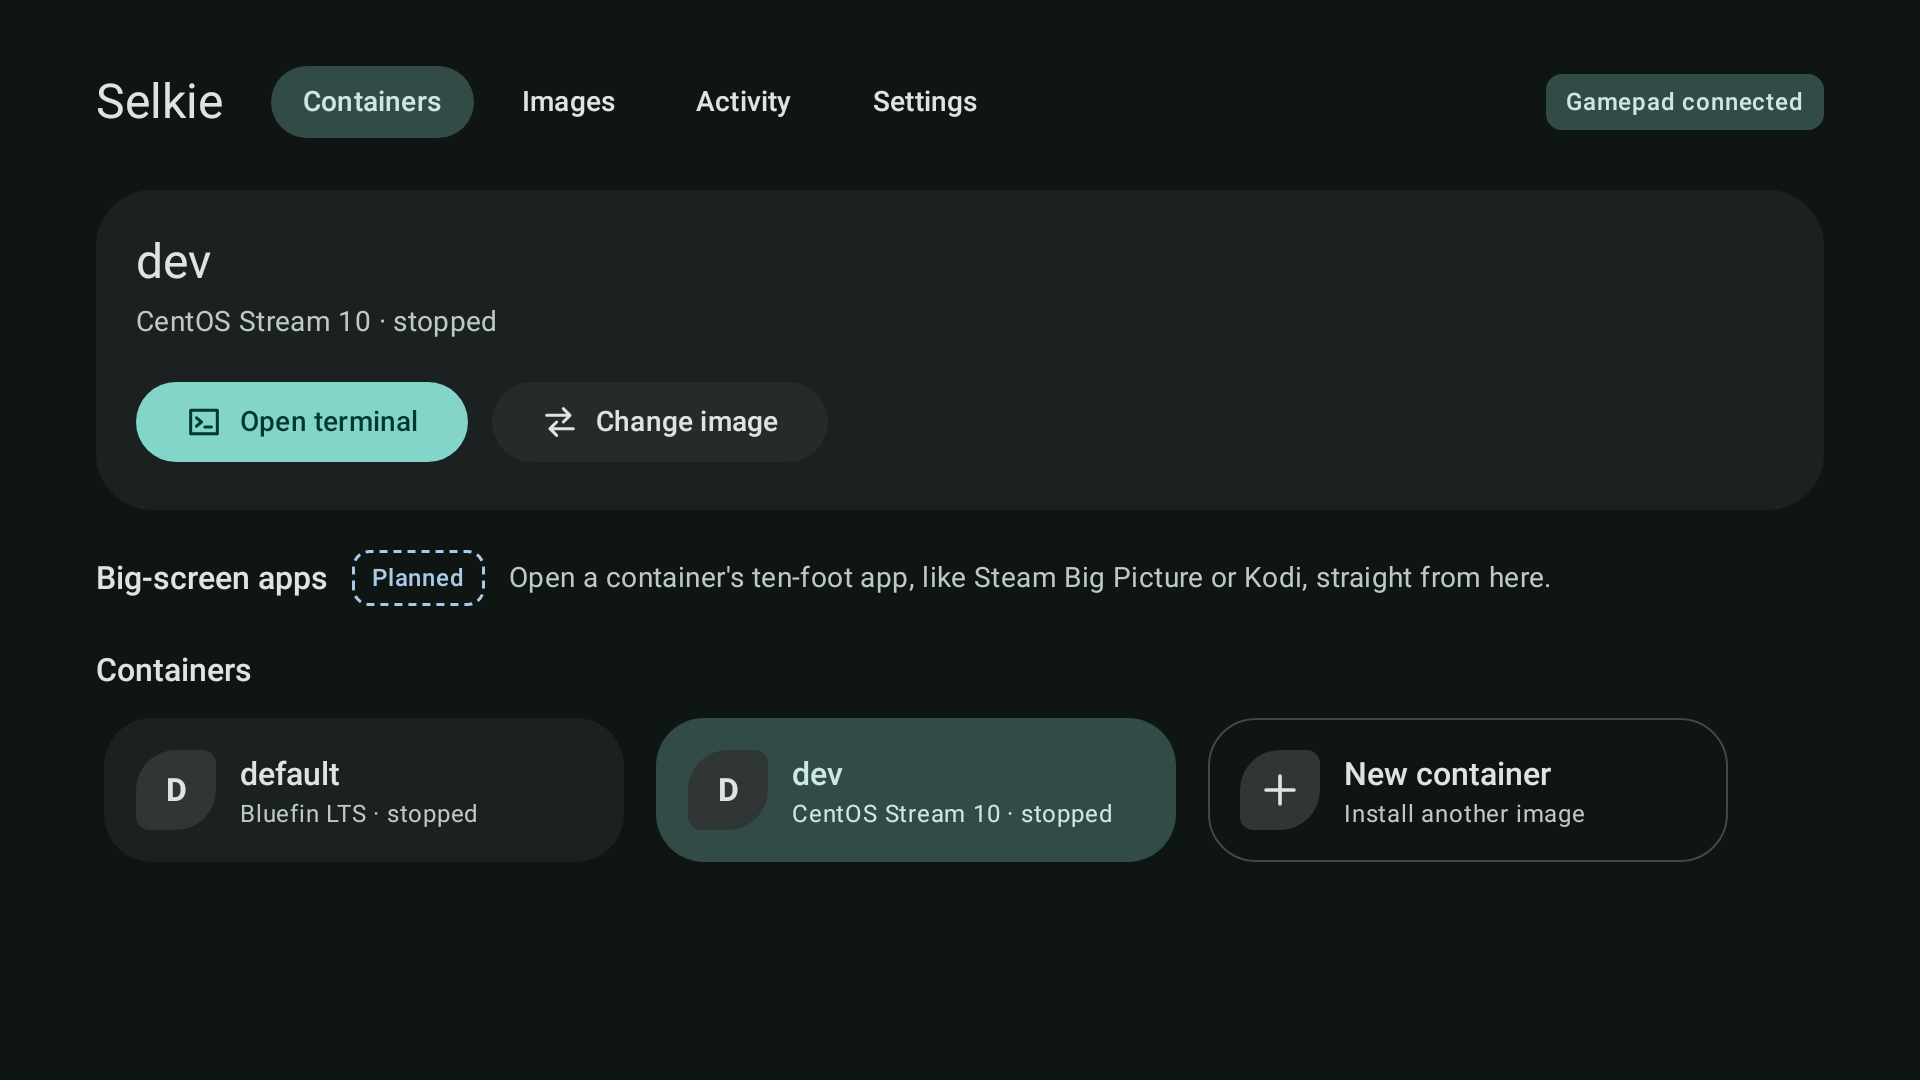 Selkie
Containers
Images
Activity
Settings
Gamepad connected
dev
CentOS Stream 10 · stopped
Open terminal
Change image
Big-screen apps
Planned
Open a container's ten-foot app, like Steam Big Picture or Kodi, straight from here.
Containers
D
default
Bluefin LTS · stopped
D
dev
CentOS Stream 10 · stopped
New container
Install another image